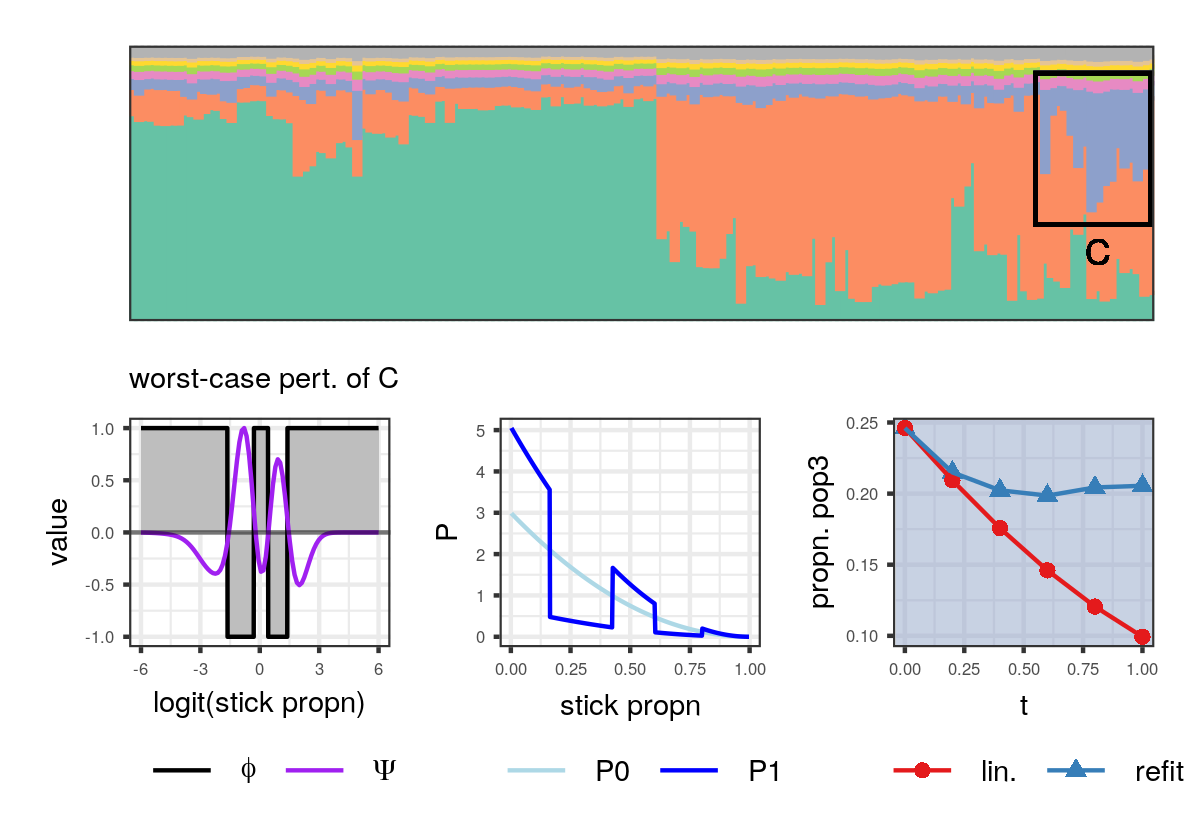 C
worst-case pert. of C
value
1.0
0.5
0.0
-0.5
-1.0
-6 -3 0 3 6
logit(stick propn)
ϕ Ψ
P
5
4
3
2
1
0
0.00 0.25 0.50 0.75 1.00
stick propn
P0 P1
propn. pop3
0.25
0.20
0.15
0.10
0.00 0.25 0.50 0.75 1.00
t
lin. refit